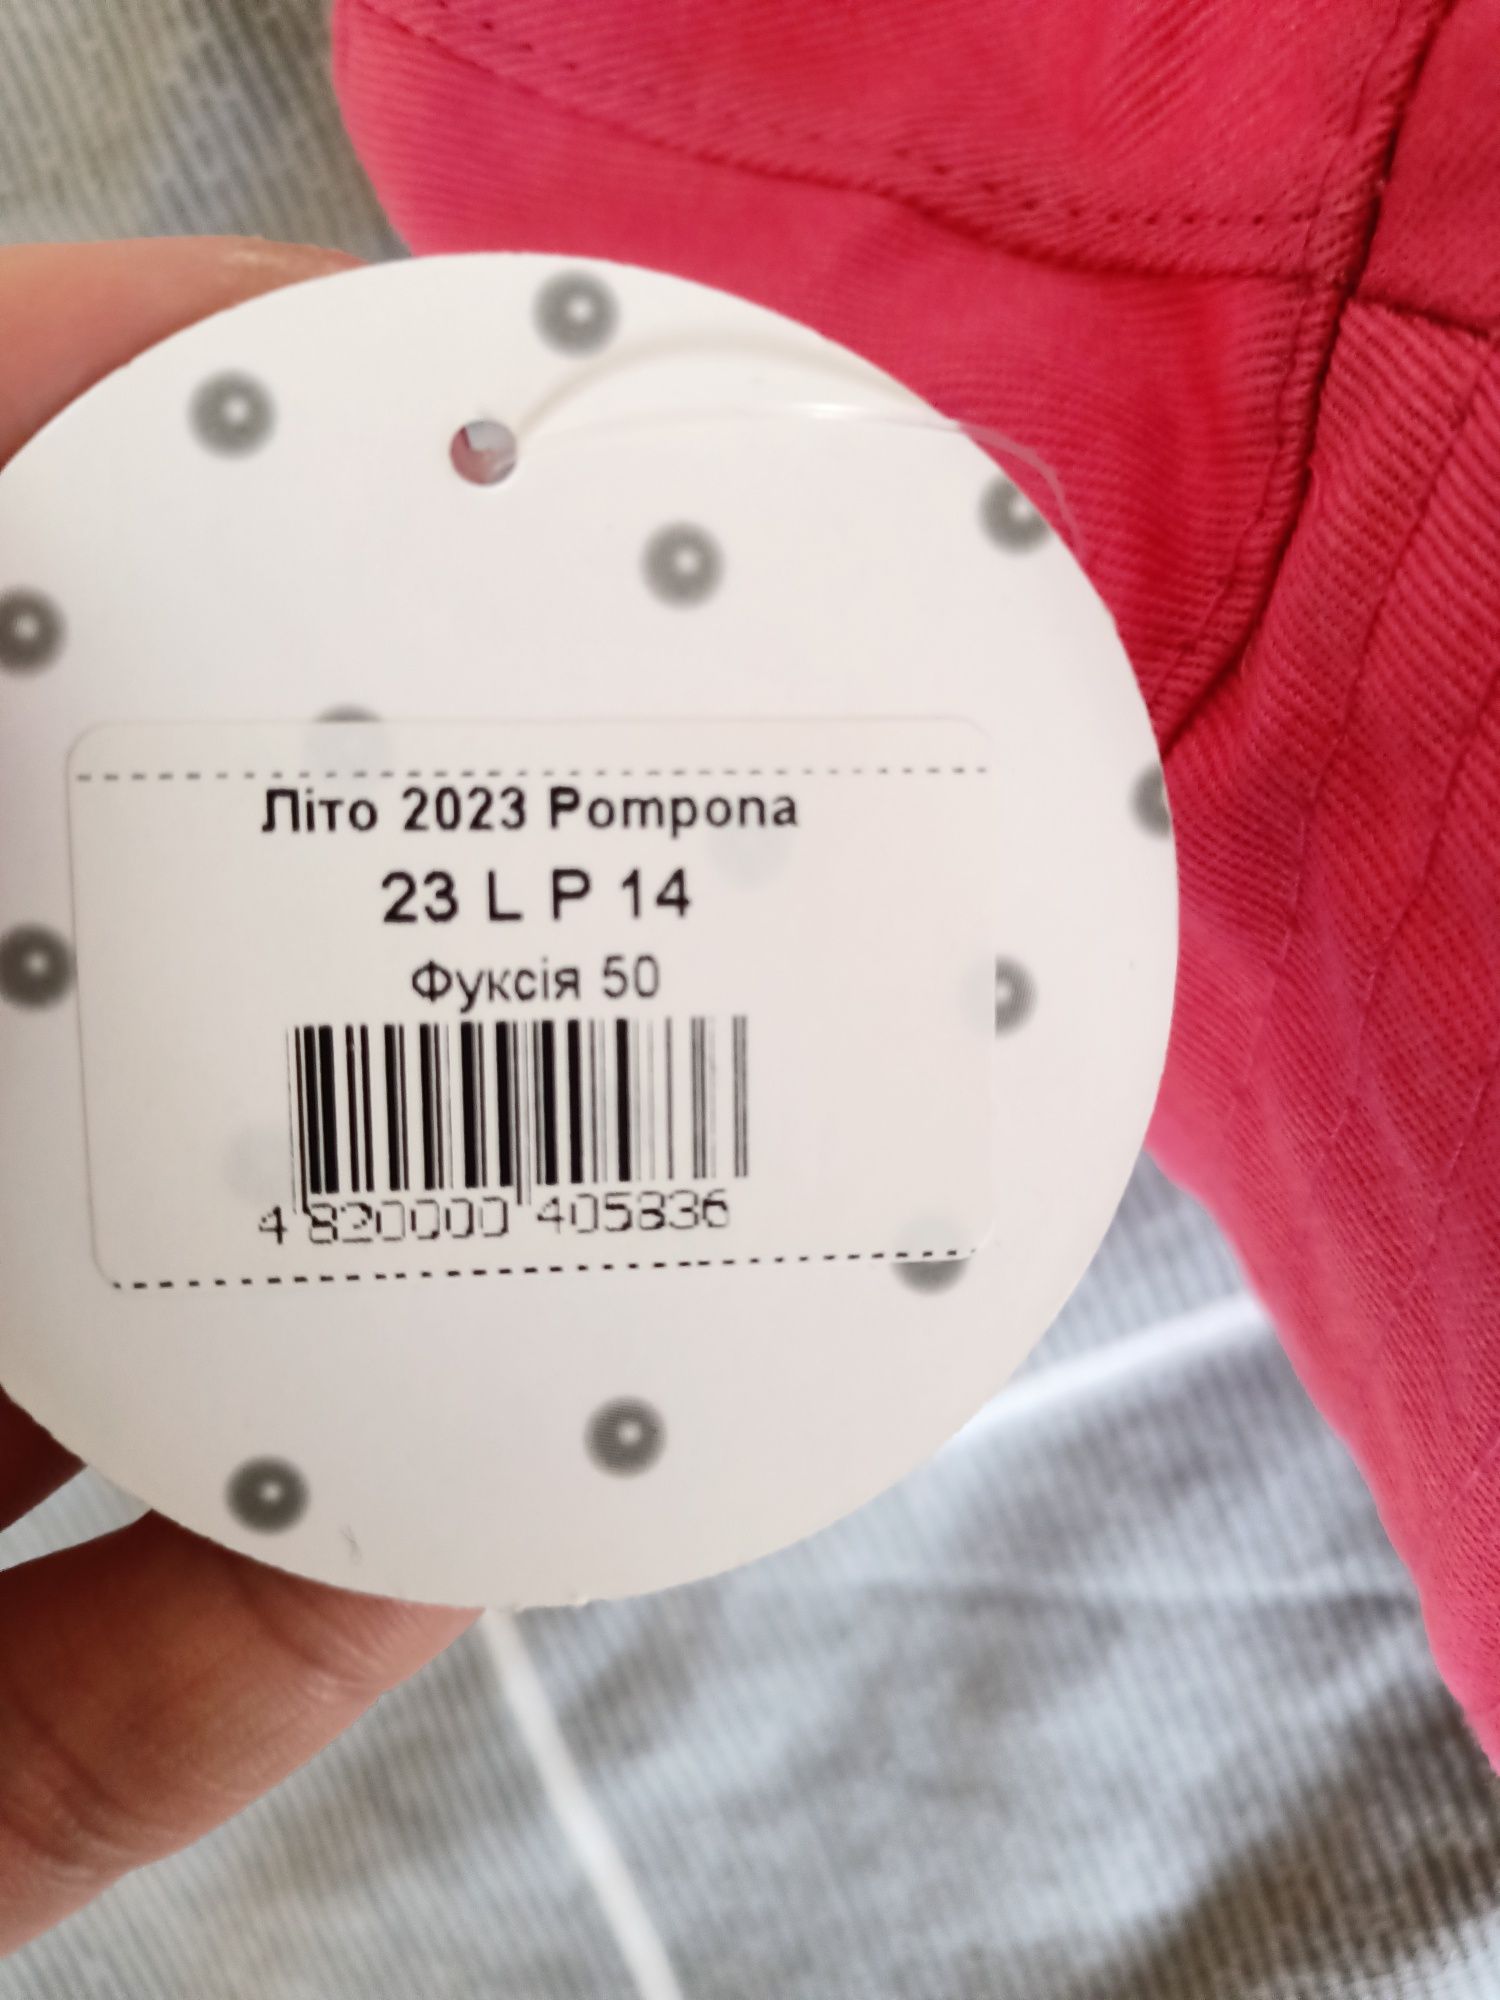 Літо 2023 Pompona
23 L P 14
Фуксія 50
4 820000 405836